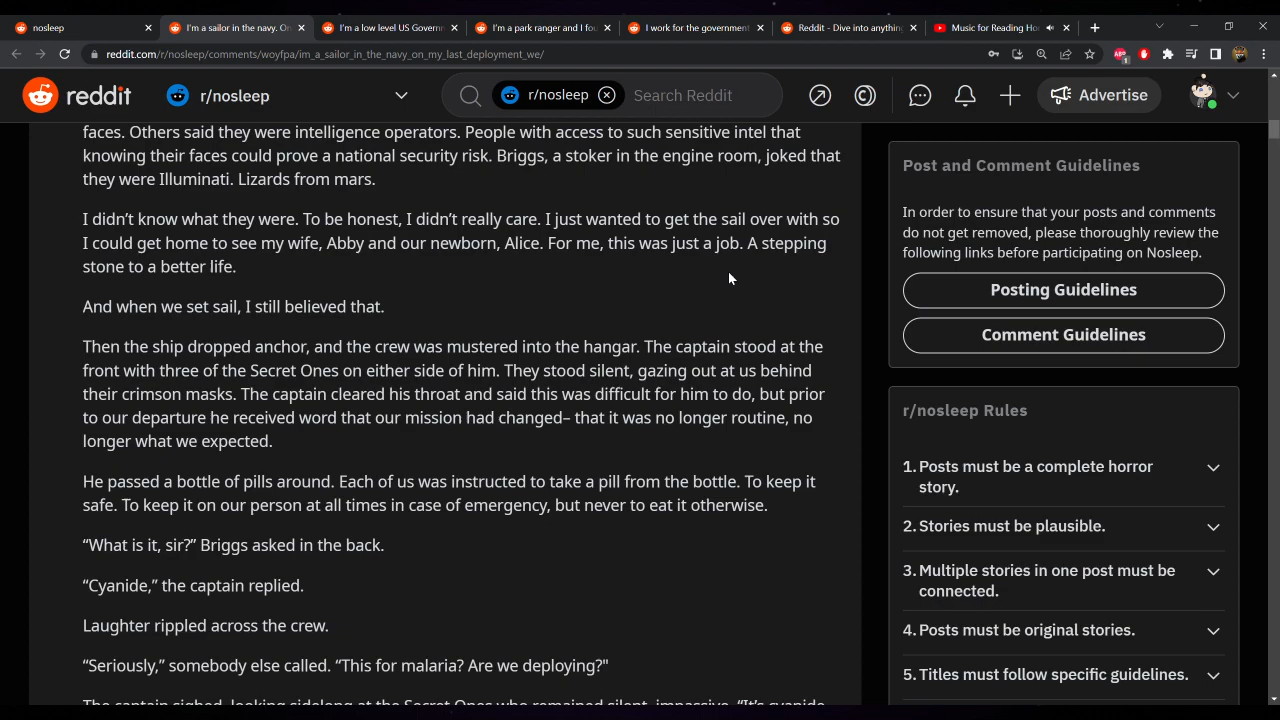 nosleep
I'm a sailor in the navy. On
I'm a low level US Governm
I'm a park ranger and I fou
I work for the government
Reddit - Dive into anything
Music for Reading Hou
reddit.com/r/nosleep/comments/woyfpa/im_a_sailor_in_the_navy_on_my_last_deployment_we/
1
reddit
r/nosleep
r/nosleep
Search Reddit
Advertise
faces. Others said they were intelligence operators. People with access to such sensitive intel that
knowing their faces could prove a national security risk. Briggs, a stoker in the engine room, joked that
they were Illuminati. Lizards from mars.
I didn’t know what they were. To be honest, I didn’t really care. I just wanted to get the sail over with so
I could get home to see my wife, Abby and our newborn, Alice. For me, this was just a job. A stepping
stone to a better life.
And when we set sail, I still believed that.
Then the ship dropped anchor, and the crew was mustered into the hangar. The captain stood at the
front with three of the Secret Ones on either side of him. They stood silent, gazing out at us behind
their crimson masks. The captain cleared his throat and said this was difficult for him to do, but prior
to our departure he received word that our mission had changed– that it was no longer routine, no
longer what we expected.
He passed a bottle of pills around. Each of us was instructed to take a pill from the bottle. To keep it
safe. To keep it on our person at all times in case of emergency, but never to eat it otherwise.
“What is it, sir?” Briggs asked in the back.
“Cyanide,” the captain replied.
Laughter rippled across the crew.
“Seriously,” somebody else called. “This for malaria? Are we deploying?"
The captain sighed, looking sidelong at the Secret Ones who remained silent, impassive. “It’s cyanide
Post and Comment Guidelines
In order to ensure that your posts and comments
do not get removed, please thoroughly review the
following links before participating on Nosleep.
Posting Guidelines
Comment Guidelines
r/nosleep Rules
1. Posts must be a complete horror
story.
2. Stories must be plausible.
3. Multiple stories in one post must be
connected.
4. Posts must be original stories.
5. Titles must follow specific guidelines.